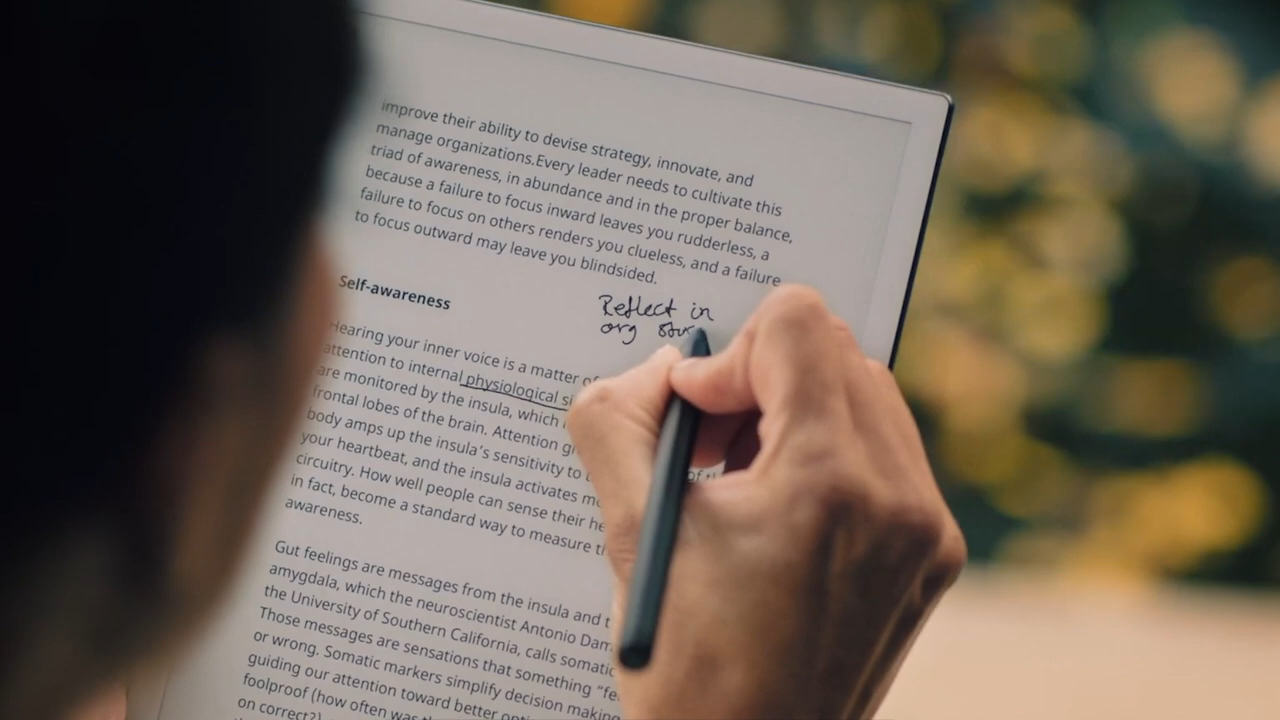 improve their ability to devise strategy, innovate, and
manage organizations.Every leader needs to cultivate this
triad of awareness, in abundance and in the proper balance,
because a failure to focus inward leaves you rudderless, a
failure to focus on others renders you clueless, and a failure
to focus outward may leave you blindsided.
Self-awareness
Reflect in
org
Hearing your inner voice is a matter of
attention to internal physiological
are monitored by the insula, which
frontal lobes of the brain. Attention
body amps up the insula's sensitivity to
your heartbeat, and the insula activates
circuitry. How well people can sense their
in fact, become a standard way to measure
awareness.
Gut feelings are messages from the insula and
amygdala, which the neuroscientist Antonio
the University of Southern California, calls
Those messages are sensations that something
or wrong. Somatic markers simplify decision making
guiding our attention toward better
foolproof (how often was
on correct?)